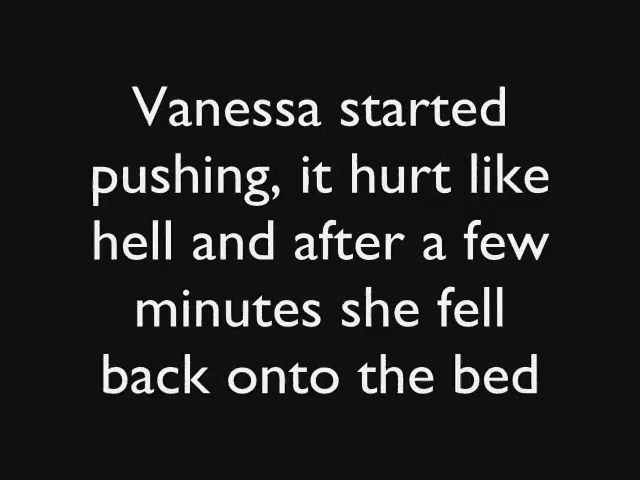 Vanessa started
pushing, it hurt like
hell and after a few
minutes she fell
back onto the bed